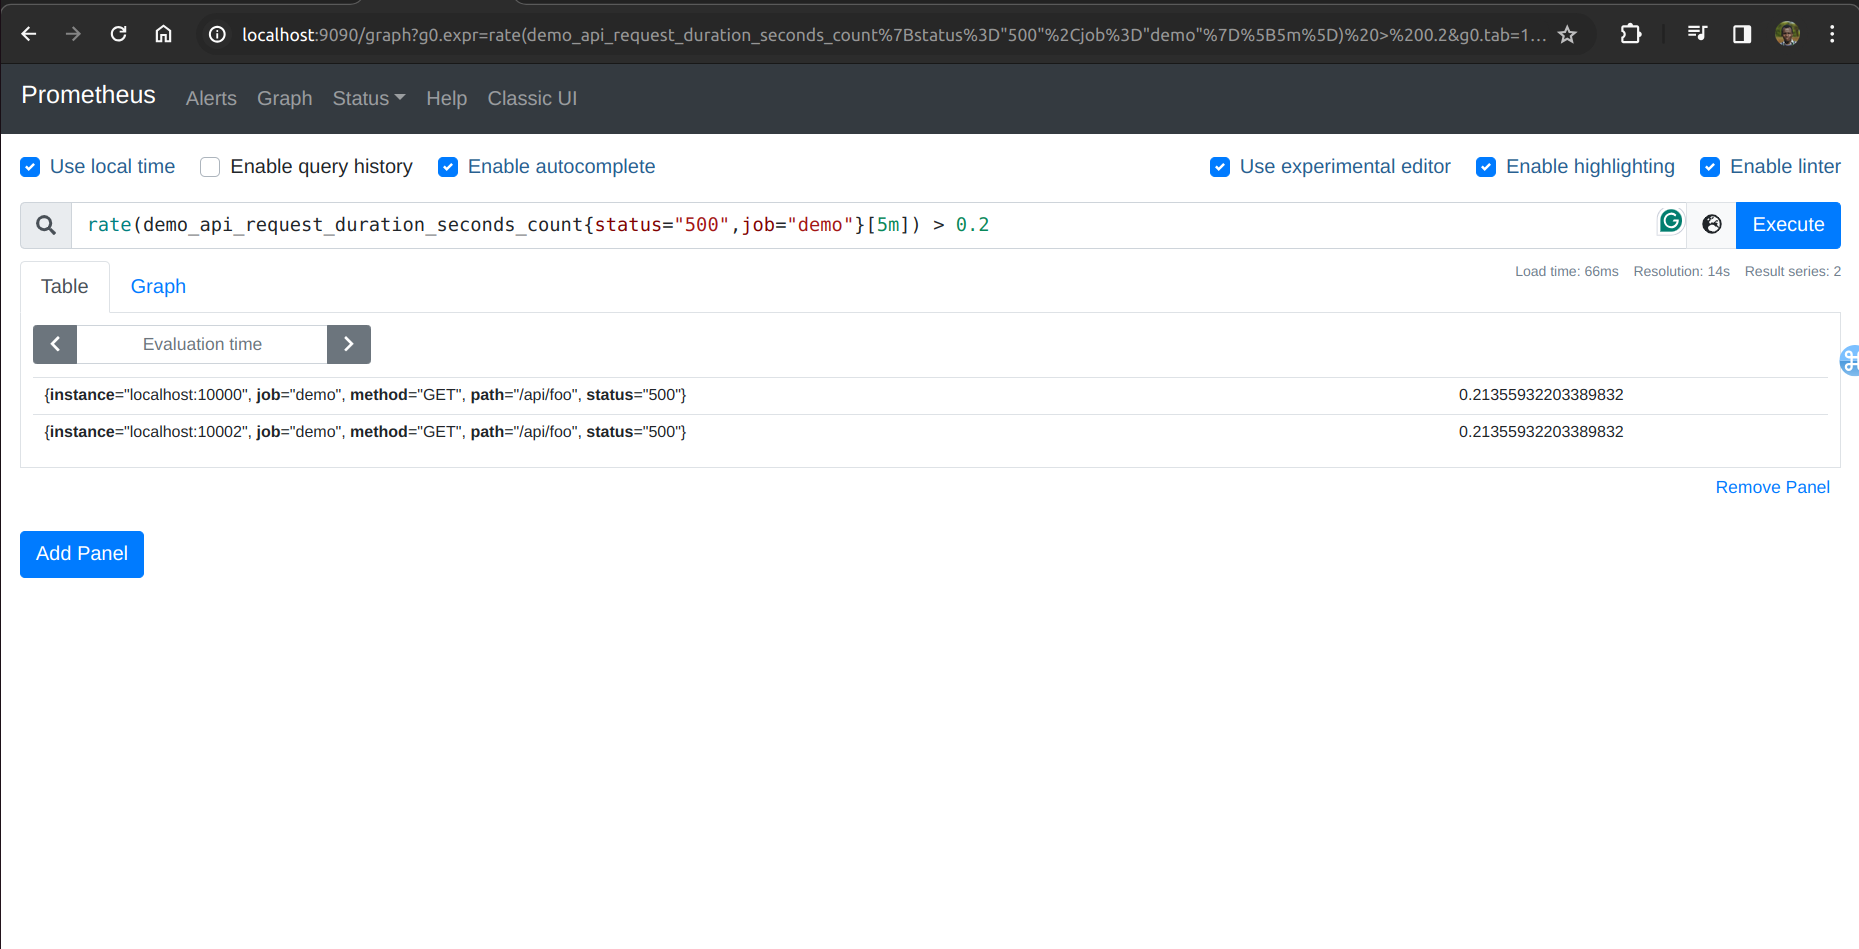 localhost:9090/graph?g0.expr=rate(demo_api_request_duration_seconds_count%7Bstatus%3D"500"%2Cjob%3D"demo"%7D%5B5m%5D)%20>%200.2&g0.tab=1...
Prometheus Alerts Graph Status Help Classic UI
Use local time Enable query history Enable autocomplete Use experimental editor Enable highlighting Enable linter
rate(demo_api_request_duration_seconds_count{status="500",job="demo"}[5m]) > 0.2 Execute
Load time: 66ms Resolution: 14s Result series: 2
Table Graph
Evaluation time
{instance="localhost:10000", job="demo", method="GET", path="/api/foo", status="500"} 0.21355932203389832
{instance="localhost:10002", job="demo", method="GET", path="/api/foo", status="500"} 0.21355932203389832
Remove Panel
Add Panel